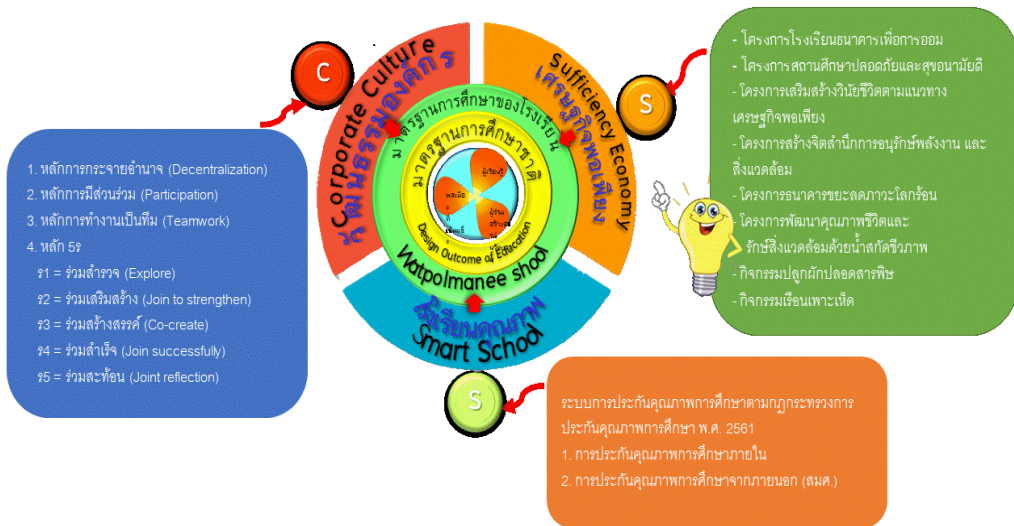 C
Corporate Culture
วัฒนธรรมองค์กร
S
Sufficiency Economy
เศรษฐกิจพอเพียง
S
โรงเรียนคุณภาพ
Smart School
มาตรฐานการศึกษาของโรงเรียน
Watpolmanee shool
มาตรฐานการศึกษาชาติ
Design Outcome of Education
ผู้เรียนรู้
พลเมือง
ผู้ร่วม
1. หลักการกระจายอำนาจ (Decentralization)
2. หลักการมีส่วนร่วม (Participation)
3. หลักการทำงานเป็นทีม (Teamwork)
4. หลัก 5ร
ร1 = ร่วมสำรวจ (Explore)
ร2 = ร่วมเสริมสร้าง (Join to strengthen)
ร3 = ร่วมสร้างสรรค์ (Co-create)
ร4 = ร่วมสำเร็จ (Join successfully)
ร5 = ร่วมสะท้อน (Joint reflection)
- โครงการโรงเรียนธนาคารเพื่อการออม
- โครงการสถานศึกษาปลอดภัยและสุขอนามัยดี
- โครงการเสริมสร้างวินัยชีวิตตามแนวทาง
เศรษฐกิจพอเพียง
- โครงการสร้างจิตสำนึกการอนุรักษ์พลังงาน และ
สิ่งแวดล้อม
- โครงการธนาคารขยะลดภาวะโลกร้อน
- โครงการพัฒนาคุณภาพชีวิตและ
รักษ์สิ่งแวดล้อมด้วยน้ำสกัดชีวภาพ
- กิจกรรมปลูกผักปลอดสารพิษ
- กิจกรรมเรือนเพาะเห็ด
ระบบการประกันคุณภาพการศึกษาตามกฎกระทรวงการ
ประกันคุณภาพการศึกษา พ.ศ. 2561
1. การประกันคุณภาพการศึกษาภายใน
2. การประกันคุณภาพการศึกษาจากภายนอก (สมศ.)